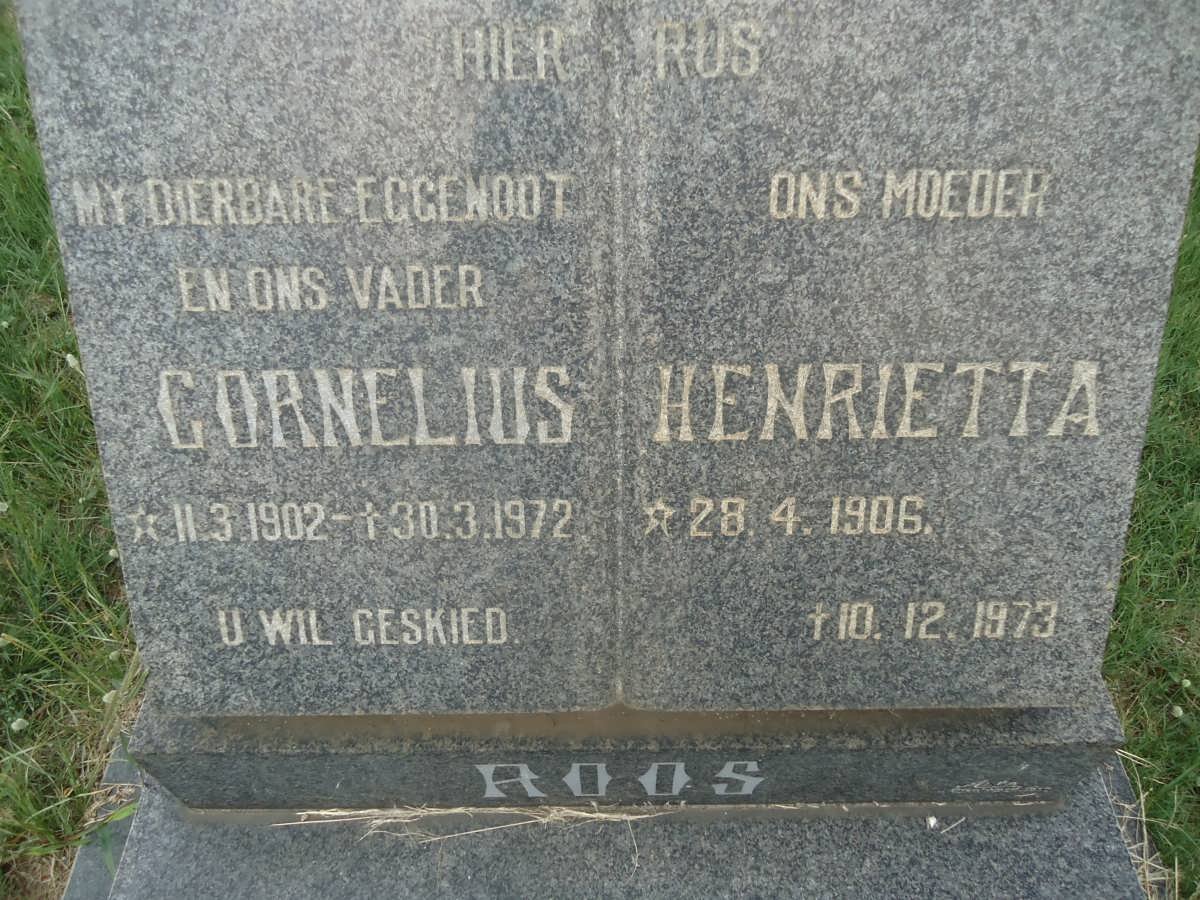 HIER RUS
MY DIERBARE EGGENOOT
EN ONS VADER
CORNELIUS
☆ 11.3.1902 - †30.3.1972.
U WIL GESKIED.
ONS MOEDER
HENRIETTA
☆ 28. 4. 1906.
†10. 12. 1973
ROOS